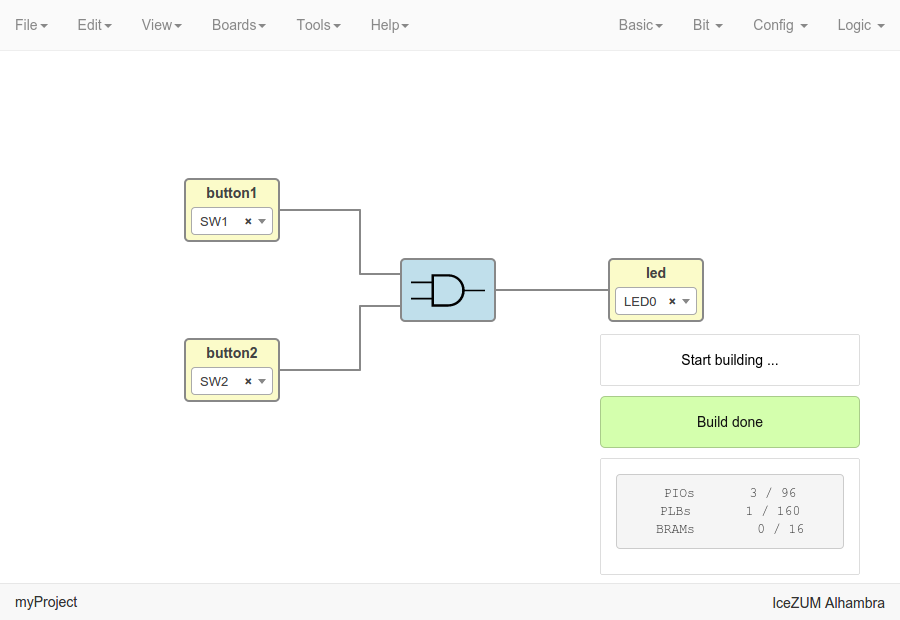 File Edit View Boards Tools Help Basic Bit Config Logic
button1
SW1 ×
led
LED0 ×
button2
SW2 ×
Start building ...
Build done
PIOs 3 / 96
PLBs 1 / 160
BRAMs 0 / 16
myProject IceZUM Alhambra